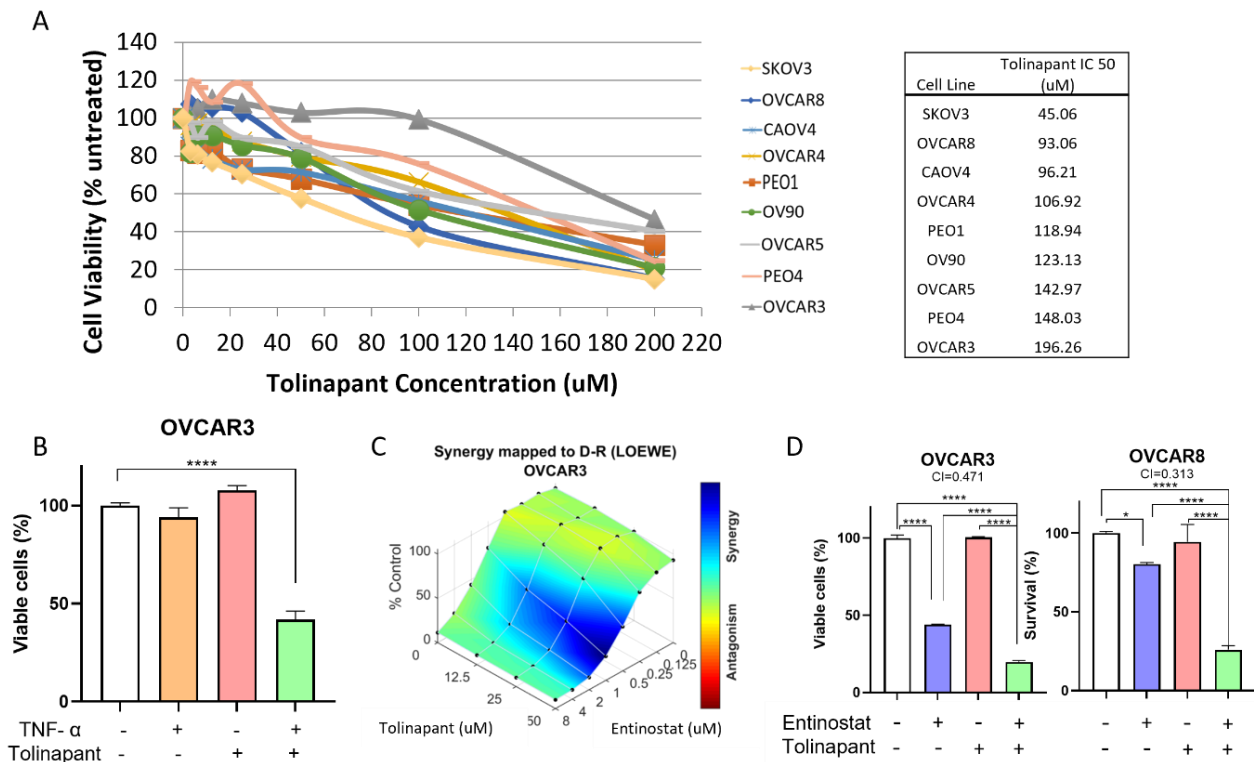 A
140
120
100
80
60
40
20
0
Cell Viability (% untreated)
0 20 40 60 80 100 120 140 160 180 200 220
Tolinapant Concentration (uM)
SKOV3
OVCAR8
CAOV4
OVCAR4
PEO1
OV90
OVCAR5
PEO4
OVCAR3
Cell Line Tolinapant IC 50 (uM)
SKOV3 45.06
OVCAR8 93.06
CAOV4 96.21
OVCAR4 106.92
PEO1 118.94
OV90 123.13
OVCAR5 142.97
PEO4 148.03
OVCAR3 196.26
B
OVCAR3
****
100
50
0
Viable cells (%)
TNF- α - + - +
Tolinapant - - + +
C
Synergy mapped to D-R (LOEWE)
OVCAR3
100
50
0
% Control
0
12.5
25
50
Tolinapant (uM)
8
4
2
1
0.5
0.25
0.125
0
Entinostat (uM)
Synergy
Antagonism
D
OVCAR3
CI=0.471
****
****
**** ****
100
50
0
Viable cells (%)
Entinostat - + - +
Tolinapant - - + +
OVCAR8
CI=0.313
****
****
* ****
100
50
0
Survival (%)
- + - +
- - + +